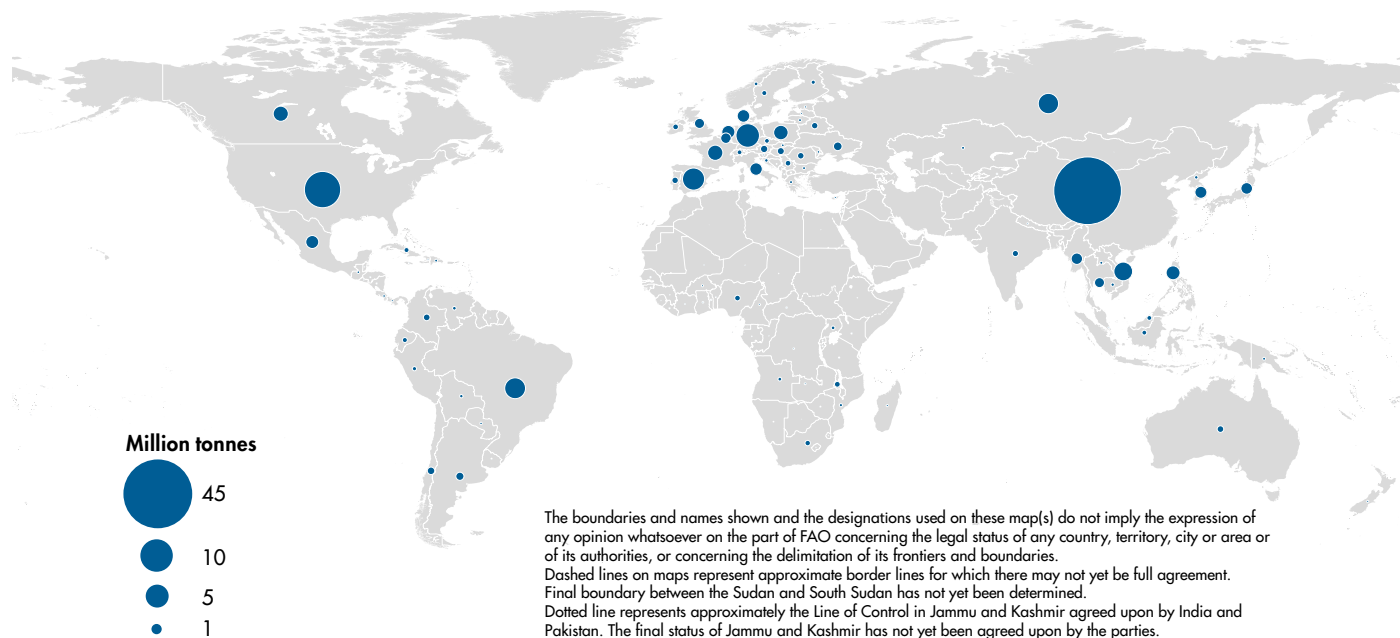 Million tonnes
45
10
5
1
The boundaries and names shown and the designations used on these map(s) do not imply the expression of
any opinion whatsoever on the part of FAO concerning the legal status of any country, territory, city or area or
of its authorities, or concerning the delimitation of its frontiers and boundaries.
Dashed lines on maps represent approximate border lines for which there may not yet be full agreement.
Final boundary between the Sudan and South Sudan has not yet been determined.
Dotted line represents approximately the Line of Control in Jammu and Kashmir agreed upon by India and
Pakistan. The final status of Jammu and Kashmir has not yet been agreed upon by the parties.